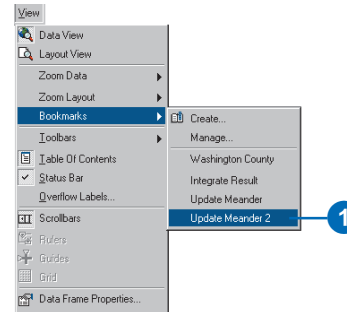 View
Data View
Layout View
Zoom Data
Zoom Layout
Bookmarks
Toolbars
Table Of Contents
Status Bar
Overflow Labels...
Scrollbars
Rulers
Guides
Grid
Data Frame Properties...
Create...
Manage...
Washington County
Integrate Result
Update Meander
Update Meander 2
1